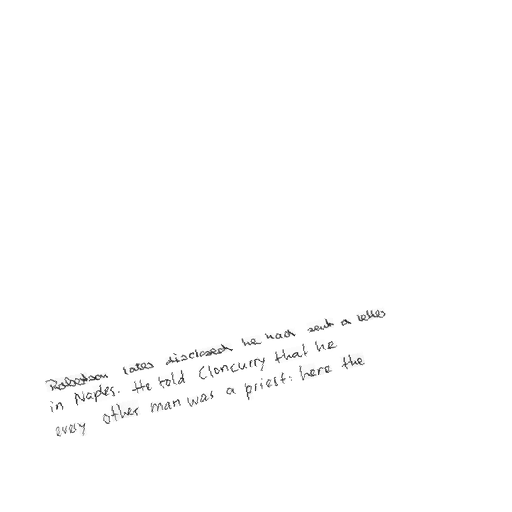 Robertson later disclosed he had sent a letter
in Naples. He told Cloncurry that he
every other man was a priest: here the